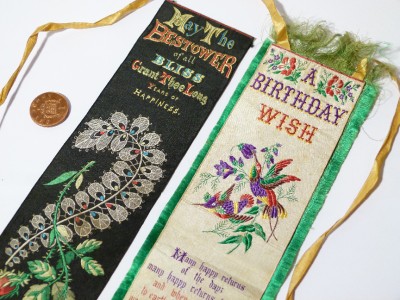 May The
BESTOWER
of all
BLISS
Grant Thee Long
YEARS OF
HAPPINESS.
A
BIRTHDAY
WISH
Many happy returns
of the day:
many happy returns